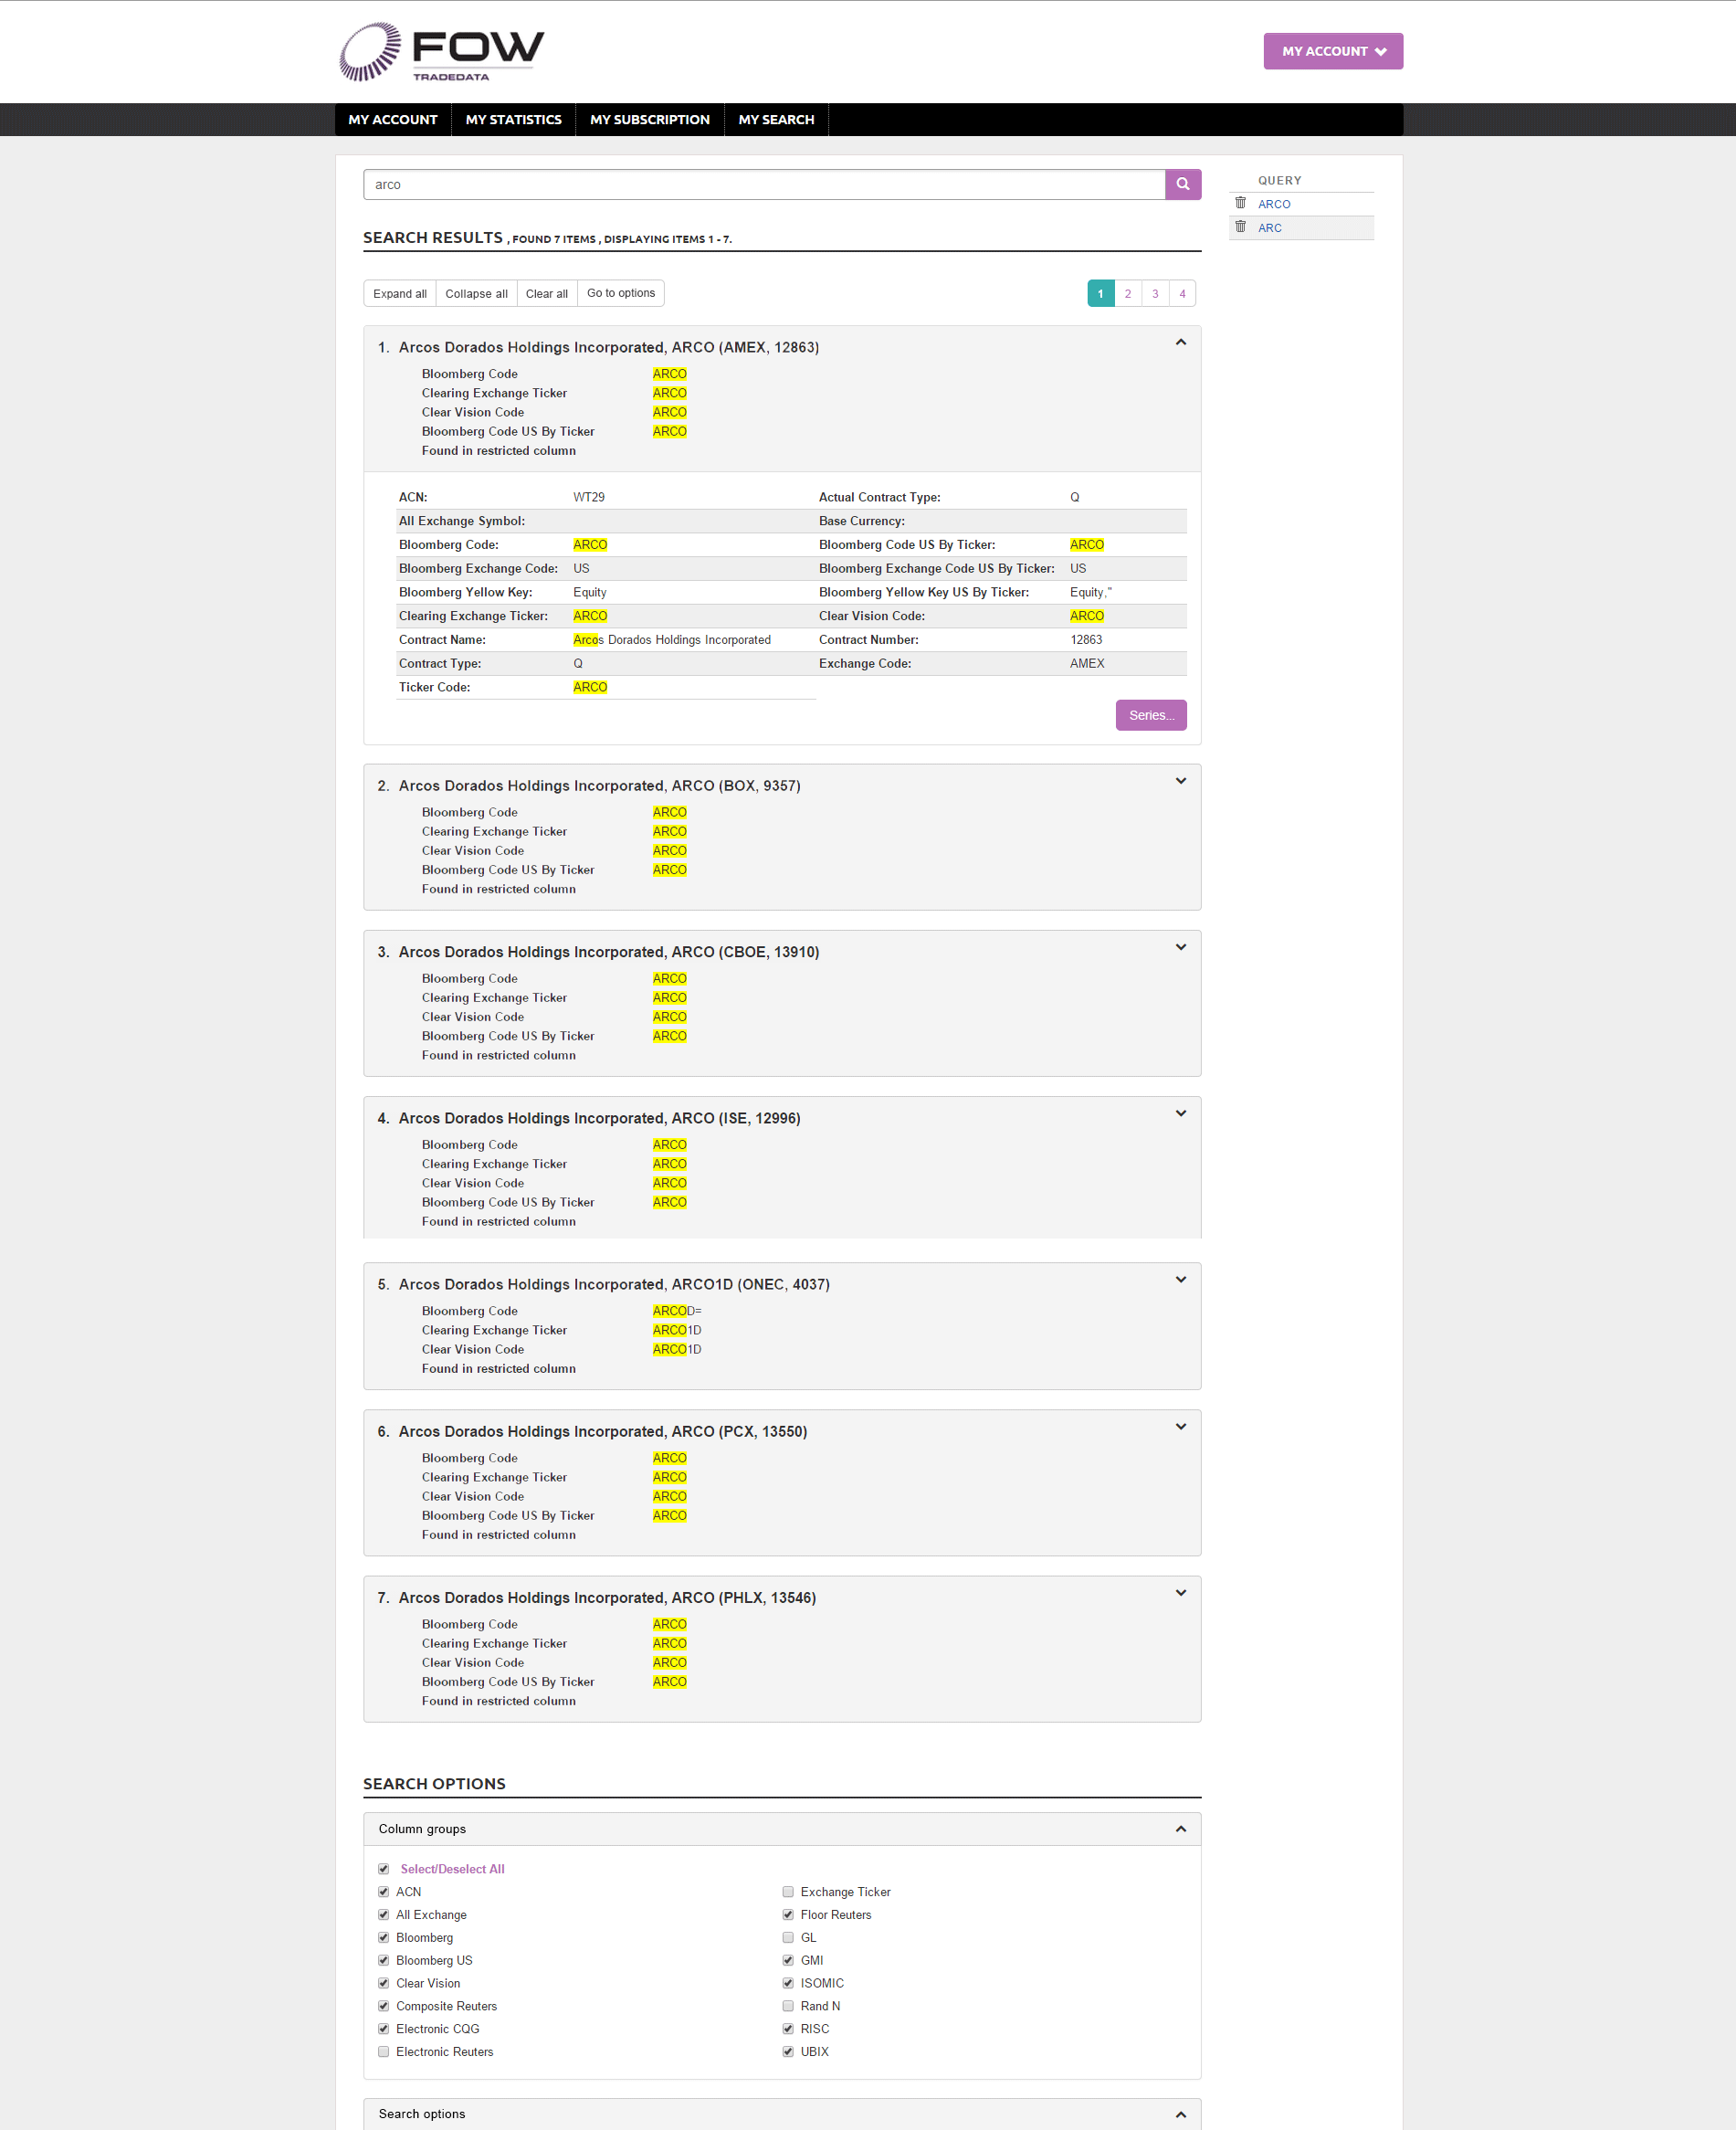 FOW
TRADEDATA
MY ACCOUNT
MY ACCOUNT MY STATISTICS MY SUBSCRIPTION MY SEARCH
arco
QUERY
ARCO
ARC
SEARCH RESULTS , FOUND 7 ITEMS , DISPLAYING ITEMS 1 - 7.
Expand all Collapse all Clear all Go to options 1 2 3 4
1. Arcos Dorados Holdings Incorporated, ARCO (AMEX, 12863)
Bloomberg Code ARCO
Clearing Exchange Ticker ARCO
Clear Vision Code ARCO
Bloomberg Code US By Ticker ARCO
Found in restricted column
ACN: WT29 Actual Contract Type: Q
All Exchange Symbol: Base Currency:
Bloomberg Code: ARCO Bloomberg Code US By Ticker: ARCO
Bloomberg Exchange Code: US Bloomberg Exchange Code US By Ticker: US
Bloomberg Yellow Key: Equity Bloomberg Yellow Key US By Ticker: Equity,"
Clearing Exchange Ticker: ARCO Clear Vision Code: ARCO
Contract Name: Arcos Dorados Holdings Incorporated Contract Number: 12863
Contract Type: Q Exchange Code: AMEX
Ticker Code: ARCO
Series...
2. Arcos Dorados Holdings Incorporated, ARCO (BOX, 9357)
Bloomberg Code ARCO
Clearing Exchange Ticker ARCO
Clear Vision Code ARCO
Bloomberg Code US By Ticker ARCO
Found in restricted column
3. Arcos Dorados Holdings Incorporated, ARCO (CBOE, 13910)
Bloomberg Code ARCO
Clearing Exchange Ticker ARCO
Clear Vision Code ARCO
Bloomberg Code US By Ticker ARCO
Found in restricted column
4. Arcos Dorados Holdings Incorporated, ARCO (ISE, 12996)
Bloomberg Code ARCO
Clearing Exchange Ticker ARCO
Clear Vision Code ARCO
Bloomberg Code US By Ticker ARCO
Found in restricted column
5. Arcos Dorados Holdings Incorporated, ARCO1D (ONEC, 4037)
Bloomberg Code ARCOD=
Clearing Exchange Ticker ARCO1D
Clear Vision Code ARCO1D
Found in restricted column
6. Arcos Dorados Holdings Incorporated, ARCO (PCX, 13550)
Bloomberg Code ARCO
Clearing Exchange Ticker ARCO
Clear Vision Code ARCO
Bloomberg Code US By Ticker ARCO
Found in restricted column
7. Arcos Dorados Holdings Incorporated, ARCO (PHLX, 13546)
Bloomberg Code ARCO
Clearing Exchange Ticker ARCO
Clear Vision Code ARCO
Bloomberg Code US By Ticker ARCO
Found in restricted column
SEARCH OPTIONS
Column groups
Select/Deselect All
ACN Exchange Ticker
All Exchange Floor Reuters
Bloomberg GL
Bloomberg US GMI
Clear Vision ISOMIC
Composite Reuters Rand N
Electronic CQG RISC
Electronic Reuters UBIX
Search options